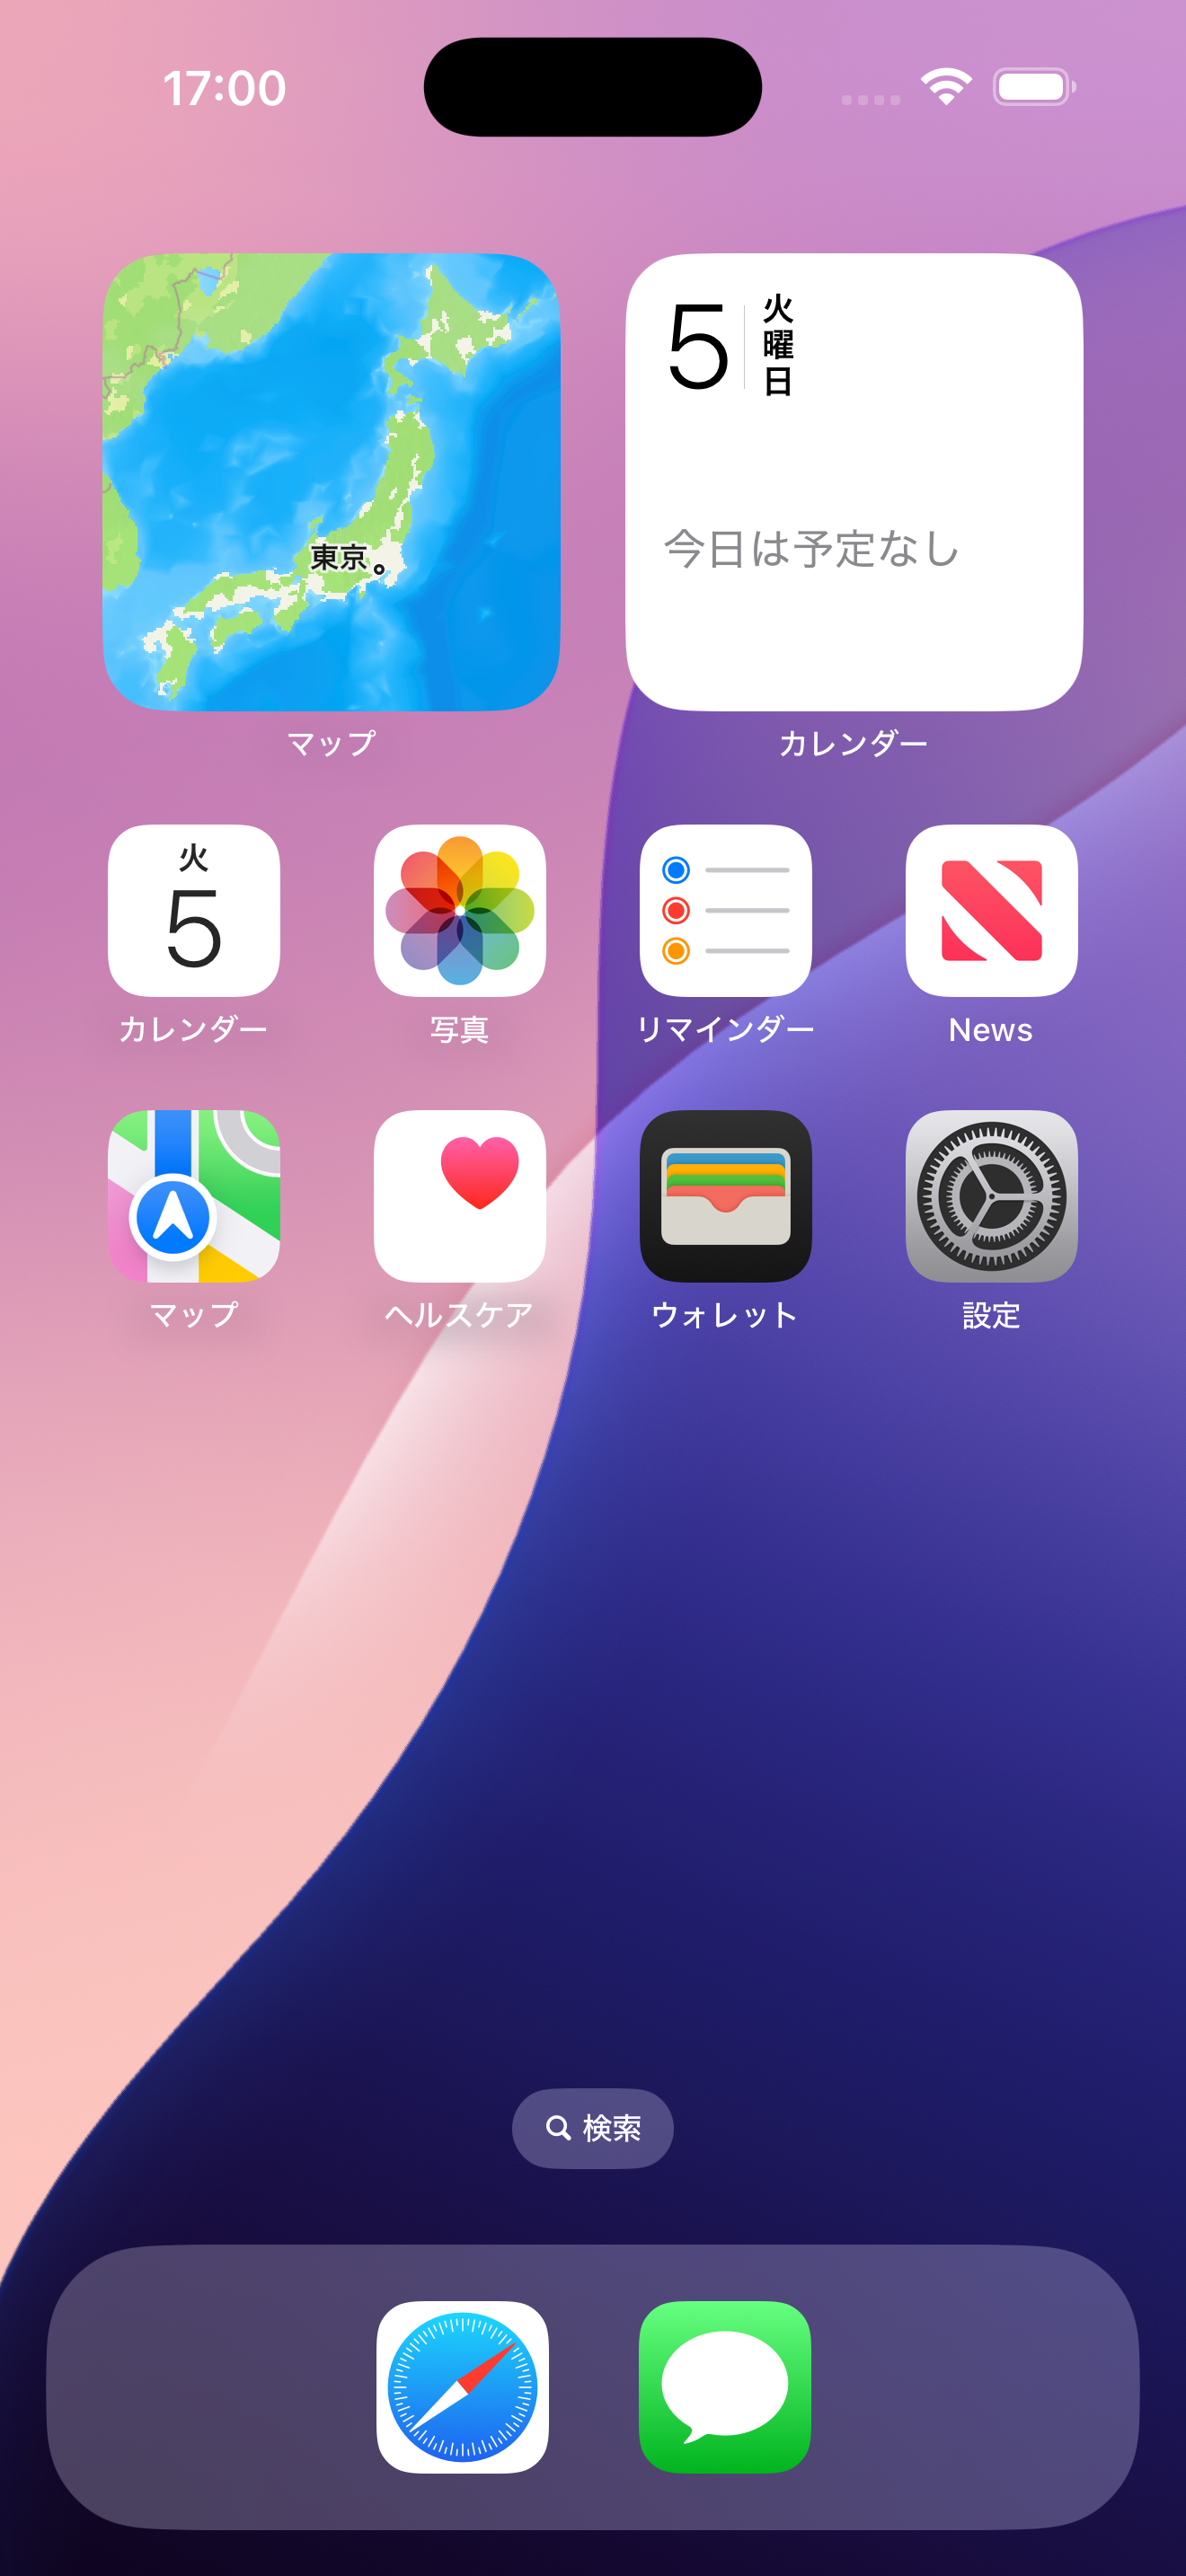 17:00
東京
5
火曜日
今日は予定なし
マップ
カレンダー
火
5
カレンダー
写真
リマインダー
News
マップ
ヘルスケア
ウォレット
設定
検索